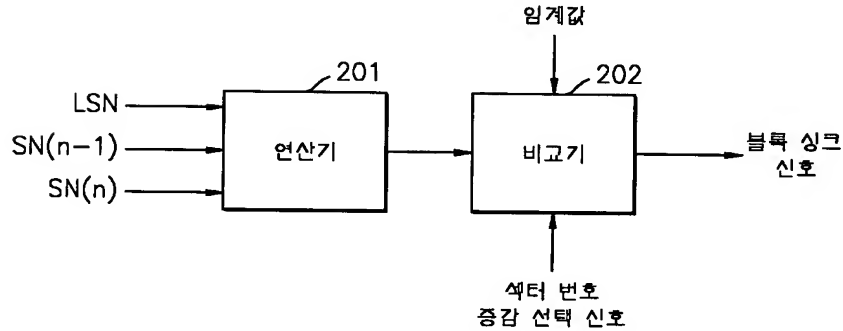 임계값
201
202
LSN
SN(n-1)
SN(n)
연산기
비교기
블록 싱크
신호
섹터 번호
증감 선택 신호